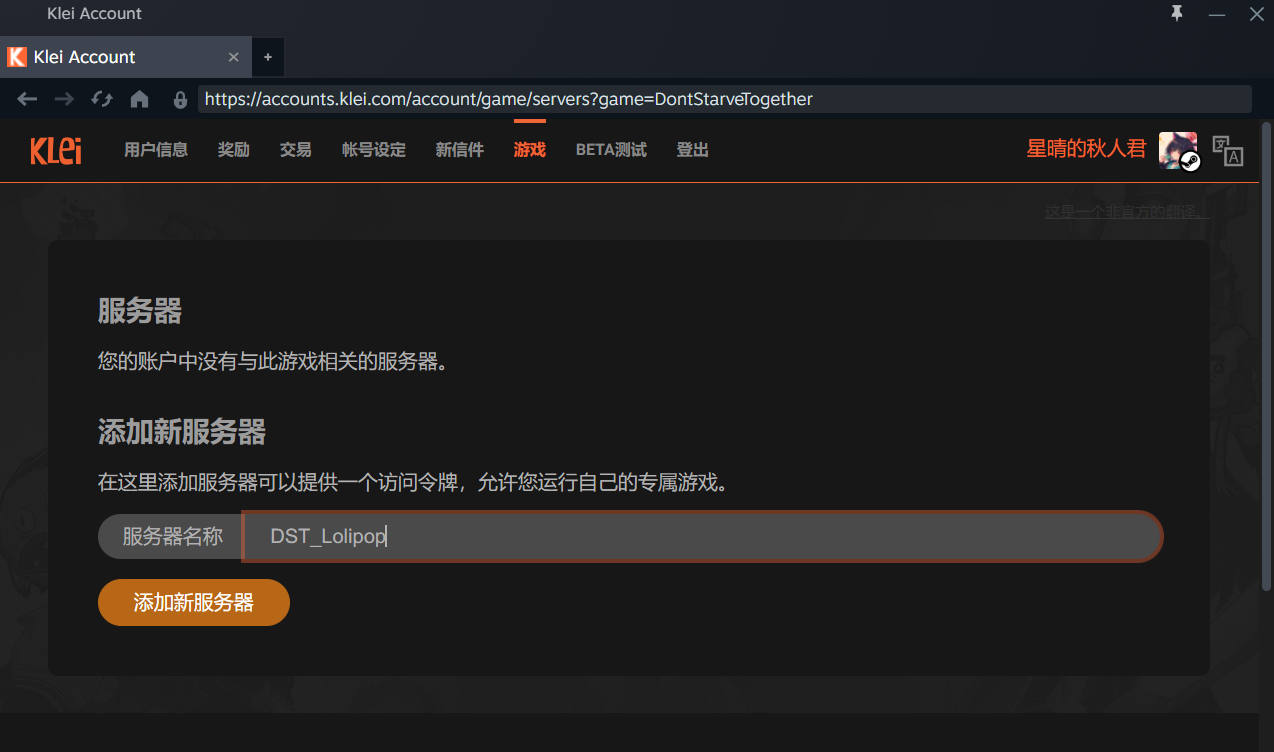 Klei Account
Klei Account
https://accounts.klei.com/account/game/servers?game=DontStarveTogether
KLei 用户信息 奖励 交易 帐号设定 新信件 游戏 BETA测试 登出 星晴的秋人君
这是一个非官方的翻译。
服务器
您的账户中没有与此游戏相关的服务器。
添加新服务器
在这里添加服务器可以提供一个访问令牌，允许您运行自己的专属游戏。
服务器名称 DST_Lolipop
添加新服务器